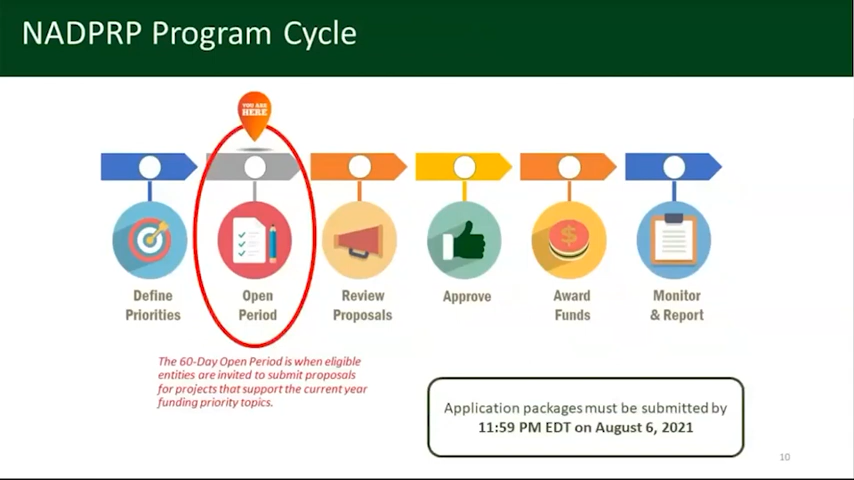 NADPRP Program Cycle
YOU ARE
HERE
Define
Priorities
Open
Period
Review
Proposals
Approve
Award
Funds
Monitor
& Report
$
The 60-Day Open Period is when eligible
entities are invited to submit proposals
for projects that support the current year
funding priority topics.
Application packages must be submitted by
11:59 PM EDT on August 6, 2021
10